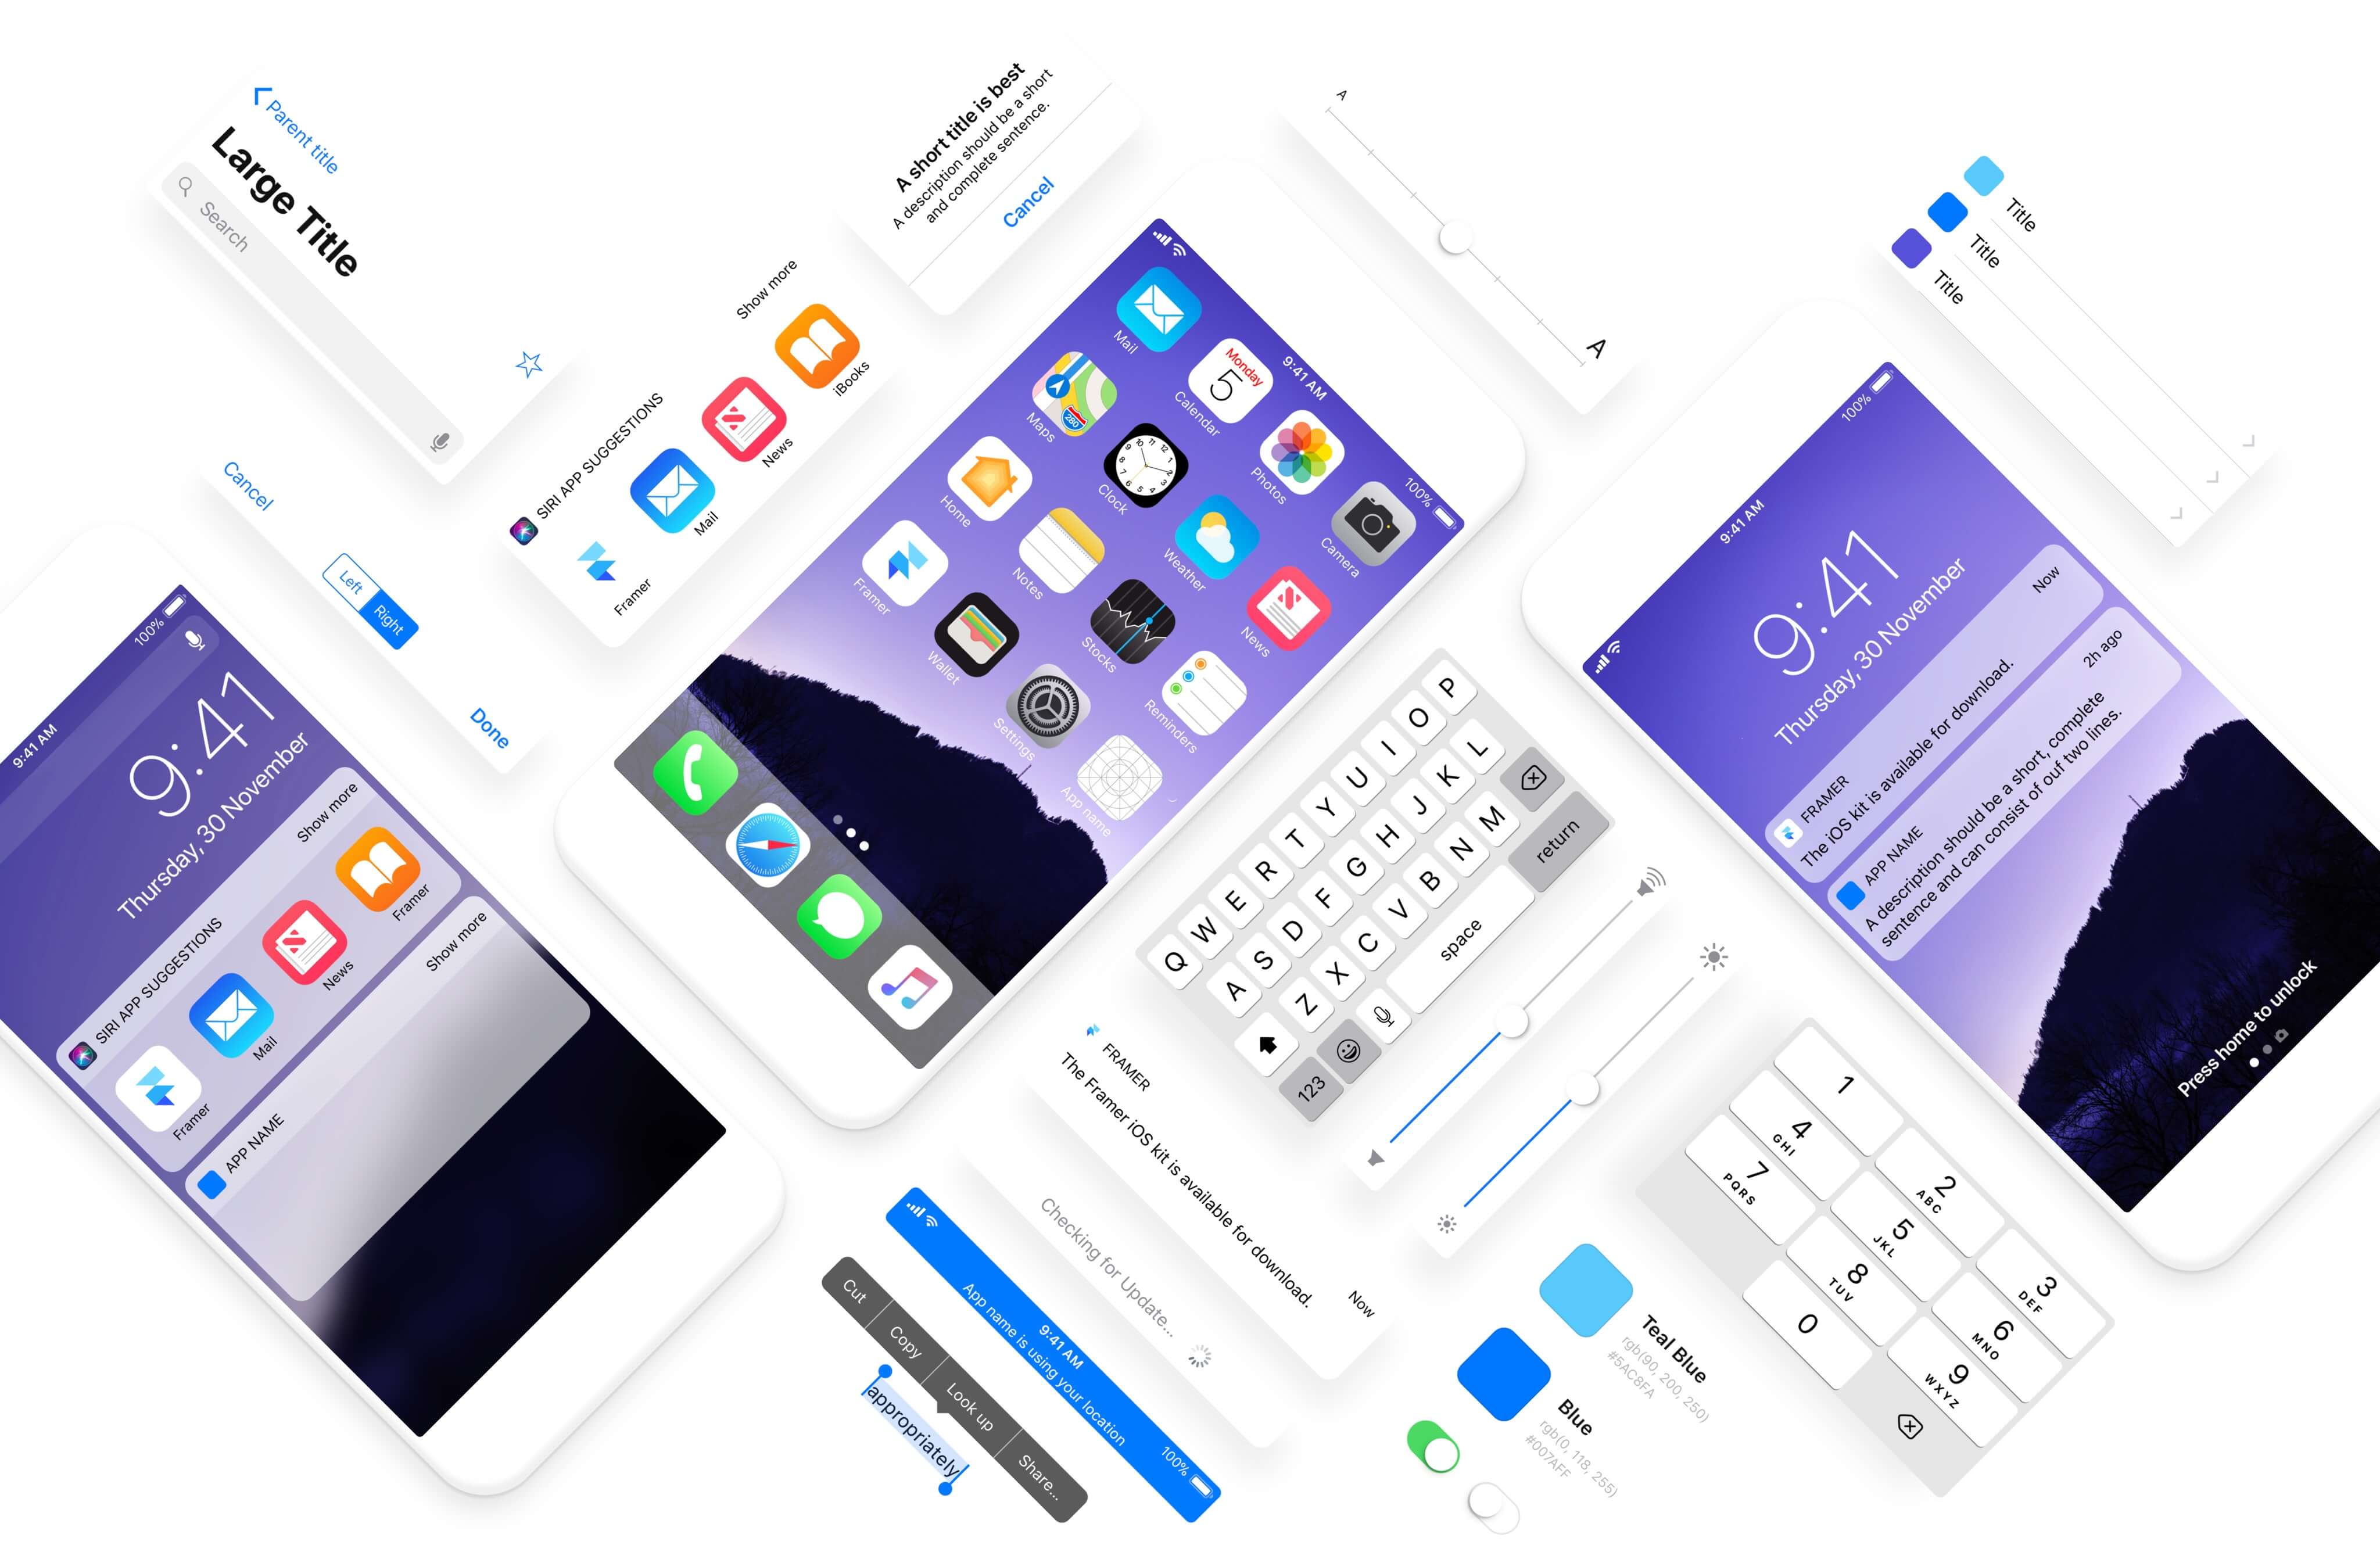 Parent title
Large Title
Search
A short title is best
A description should be a short
and complete sentence.
Cancel
A
A
Title
Title
Title
Cancel
Left
Right
Done
SIRI APP SUGGESTIONS
Show more
Framer
Mail
News
iBooks
9:41 AM
100%
Mail
Monday
5
Calendar
Photos
Camera
Maps
280
Clock
Weather
News
Home
Notes
Stocks
Reminders
Framer
Wallet
Settings
App name
9:41 AM
100%
9:41
Thursday, 30 November
SIRI APP SUGGESTIONS
Show more
Framer
Mail
News
Framer
APP NAME
Show more
9:41 AM
100%
9:41
Thursday, 30 November
FRAMER
Now
The iOS kit is available for download.
APP NAME
2h ago
A description should be a short, complete
sentence and can consist of ouf two lines.
Press home to unlock
Q W E R T Y U I O P
A S D F G H J K L
Z X C V B N M
123
space
return
FRAMER
Now
The Framer iOS kit is available for download.
Checking for Update...
9:41 AM
100%
App name is using your location
Cut
Copy
Look up
Share...
appropriately
Teal Blue
rgb(90, 200, 250)
#5AC8FA
Blue
rgb(0, 118, 255)
#007AFF
1
2
ABC
3
DEF
4
GHI
5
JKL
6
MNO
7
PQRS
8
TUV
9
WXYZ
0